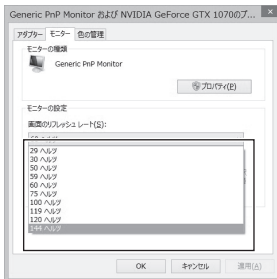 Generic PnP Monitor および NVIDIA GeForce GTX 1070のプ...
アダプター モニター 色の管理
モニターの種類
Generic PnP Monitor
プロパティ(P)
モニターの設定
画面のリフレッシュ レート(S):
29 ヘルツ
30 ヘルツ
50 ヘルツ
59 ヘルツ
60 ヘルツ
75 ヘルツ
100 ヘルツ
119 ヘルツ
120 ヘルツ
144 ヘルツ
OK キャンセル 適用(A)